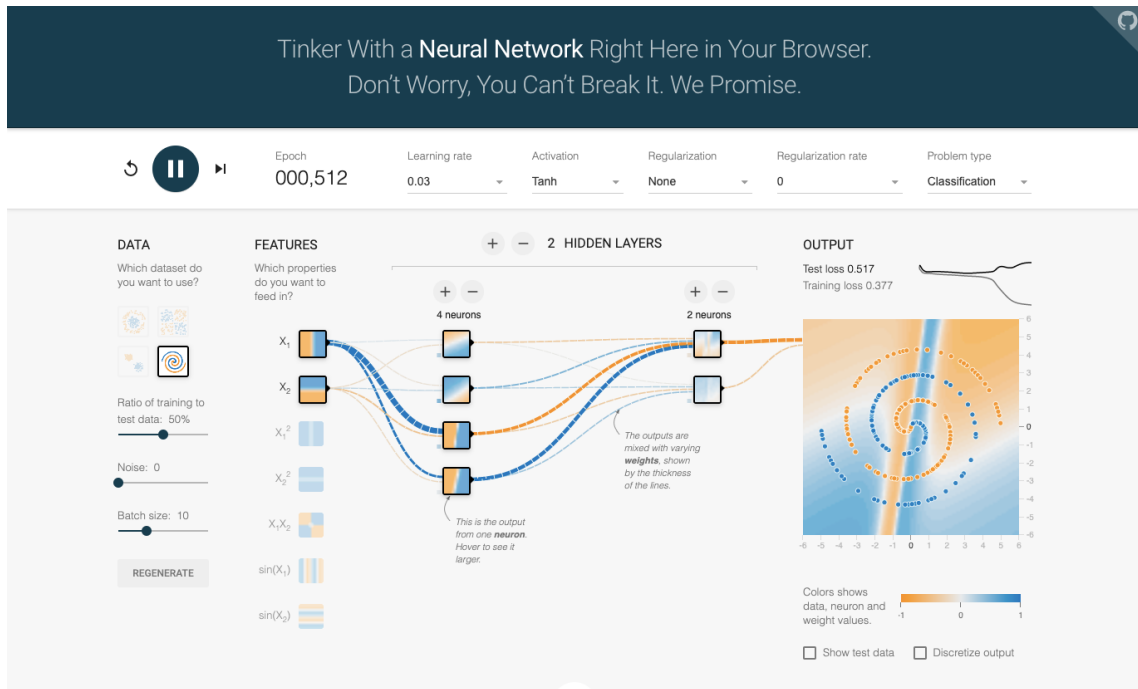 Tinker With a Neural Network Right Here in Your Browser.
Don't Worry, You Can't Break It. We Promise.
Epoch
000,512
Learning rate
0.03
Activation
Tanh
Regularization
None
Regularization rate
0
Problem type
Classification
DATA
Which dataset do
you want to use?
Ratio of training to
test data: 50%
Noise: 0
Batch size: 10
REGENERATE
FEATURES
Which properties
do you want to
feed in?
X1
X2
X1²
X2²
X1X2
sin(X1)
sin(X2)
+ − 2 HIDDEN LAYERS
+ −
4 neurons
+ −
2 neurons
This is the output
from one neuron.
Hover to see it
larger.
The outputs are
mixed with varying
weights, shown
by the thickness
of the lines.
OUTPUT
Test loss 0.517
Training loss 0.377
6
5
4
3
2
1
0
-1
-2
-3
-4
-5
-6
-6 -5 -4 -3 -2 -1 0 1 2 3 4 5 6
Colors shows
data, neuron and
weight values.
-1 0 1
Show test data
Discretize output